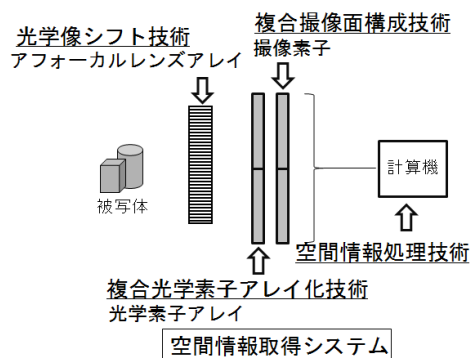 複合撮像面構成技術
撮像素子
光学像シフト技術
アフォーカルレンズアレイ
被写体
計算機
空間情報処理技術
複合光学素子アレイ化技術
光学素子アレイ
空間情報取得システム